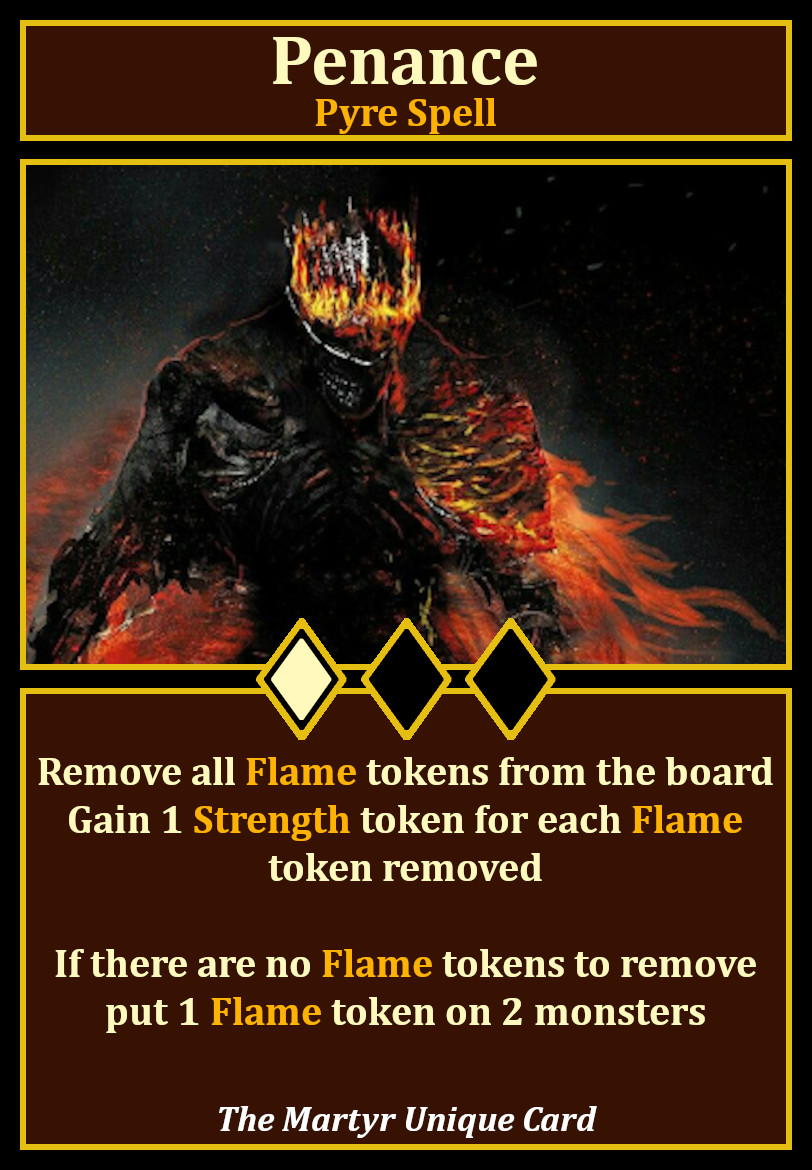 Penance
Pyre Spell
Remove all Flame tokens from the board
Gain 1 Strength token for each Flame
token removed
If there are no Flame tokens to remove
put 1 Flame token on 2 monsters
The Martyr Unique Card